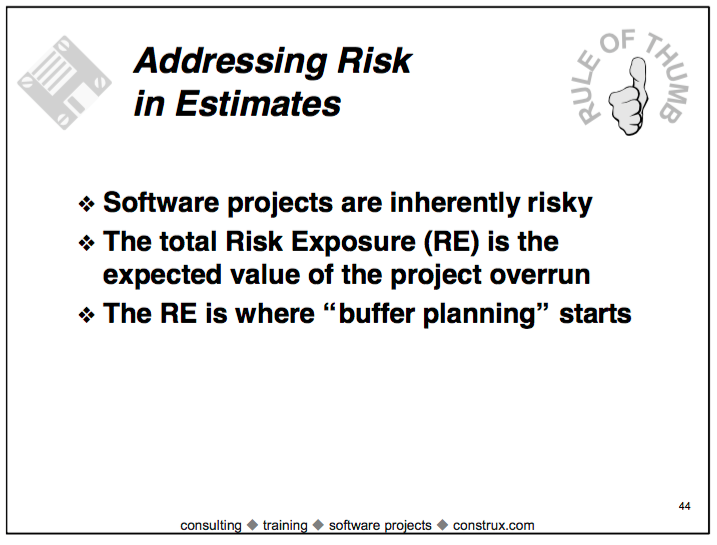 Addressing Risk
in Estimates
RULE OF THUMB
❖ Software projects are inherently risky
❖ The total Risk Exposure (RE) is the
expected value of the project overrun
❖ The RE is where “buffer planning” starts
44
consulting ◆ training ◆ software projects ◆ construx.com